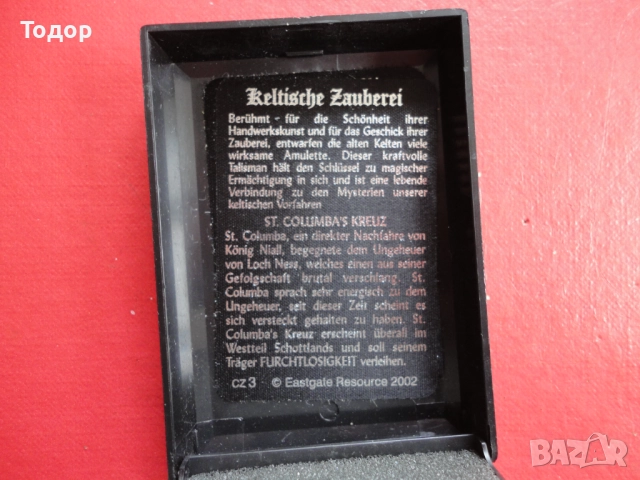 Todop
Keltische Zauberei
Berühmt - für die Schönheit ihrer
Handwerkskunst und für das Geschick ihrer
Zauberei, entwarfen die alten Kelten viele
wirksame Amulette. Dieser kraftvolle
Talisman hält den Schlüssel zu magischer
Ermächtigung in sich und ist eine lebende
Verbindung zu den Mysterien unserer
keltischen Vorfahren
ST. COLUMBA'S KREUZ
St. Columba, ein direkter Nachfahre von
König Niall, begegnete dem Ungeheuer
von Loch Ness, welches einen aus seiner
Gefolgschaft brutal verschlang. St.
Columba sprach sehr energisch zu dem
Ungeheuer, seit dieser Zeit scheint es
sich versteckt gehalten zu haben. St.
Columba's Kreuz erscheint überall im
Westteil Schottlands und soll seinem
Träger FURCHTLOSIGKEIT verleihen.
CZ3 © Eastgate Resource 2002
BAZAR
bg